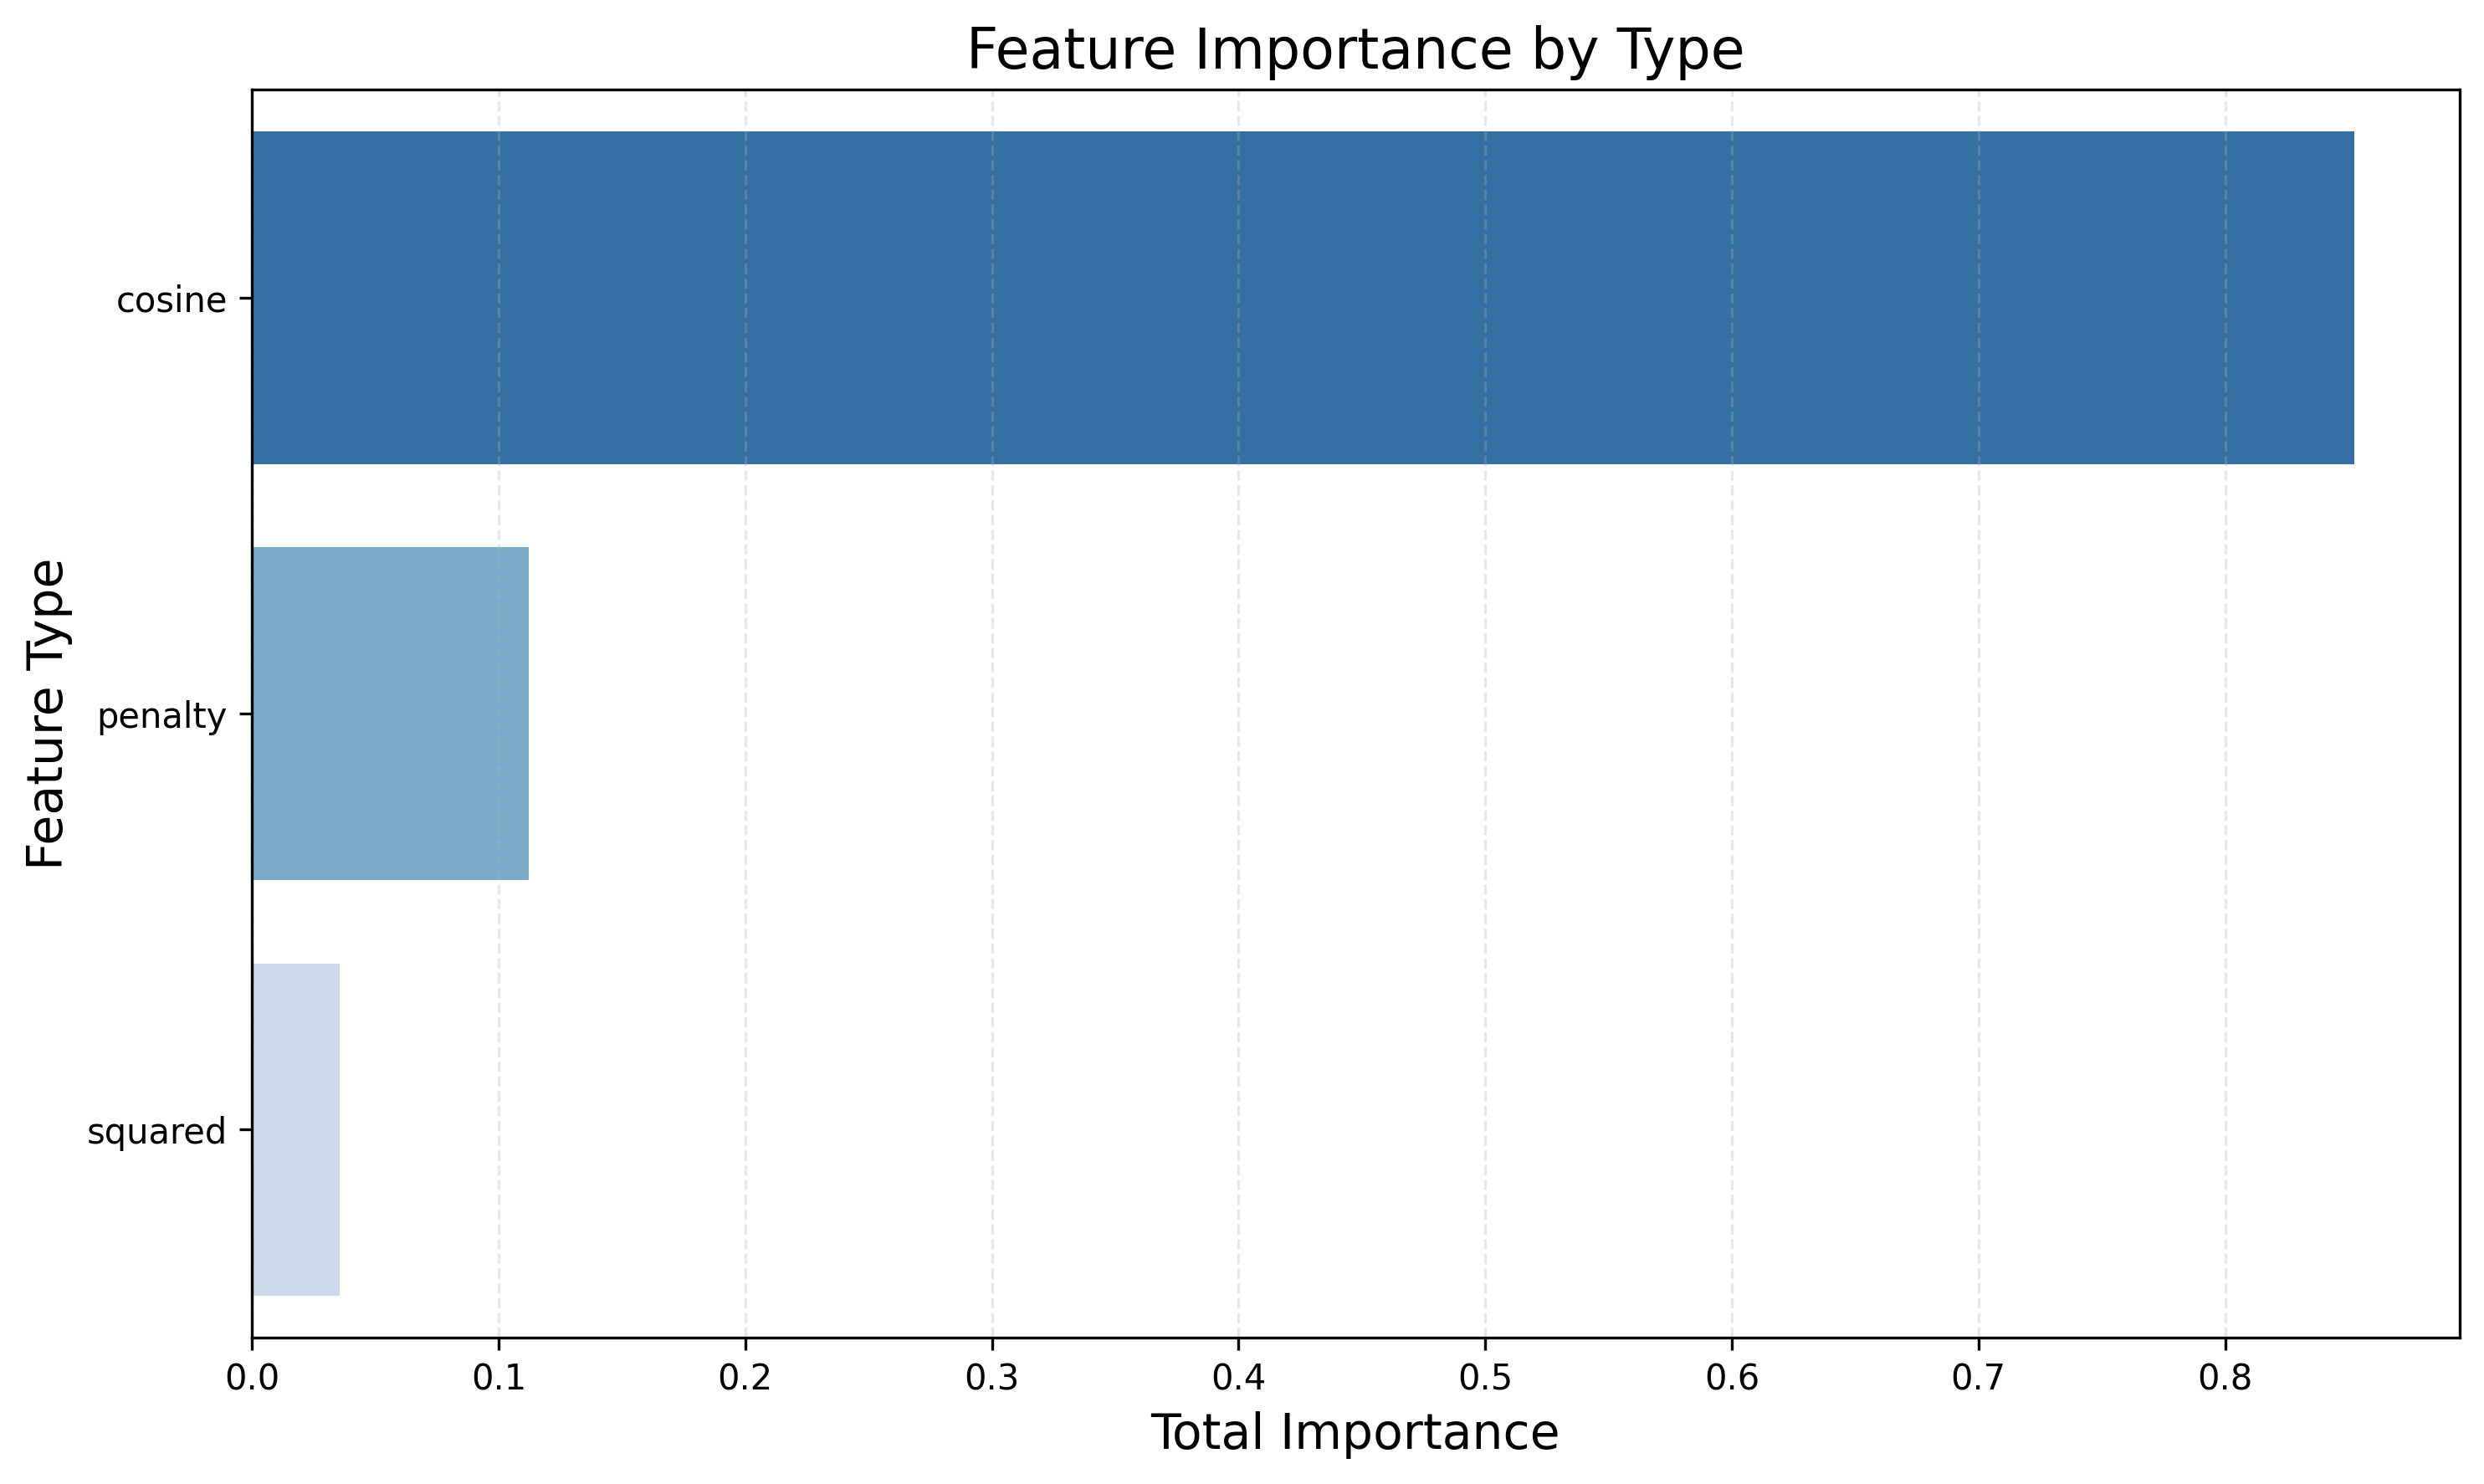 Feature Importance by Type
Feature Type
cosine
penalty
squared
0.0 0.1 0.2 0.3 0.4 0.5 0.6 0.7 0.8
Total Importance